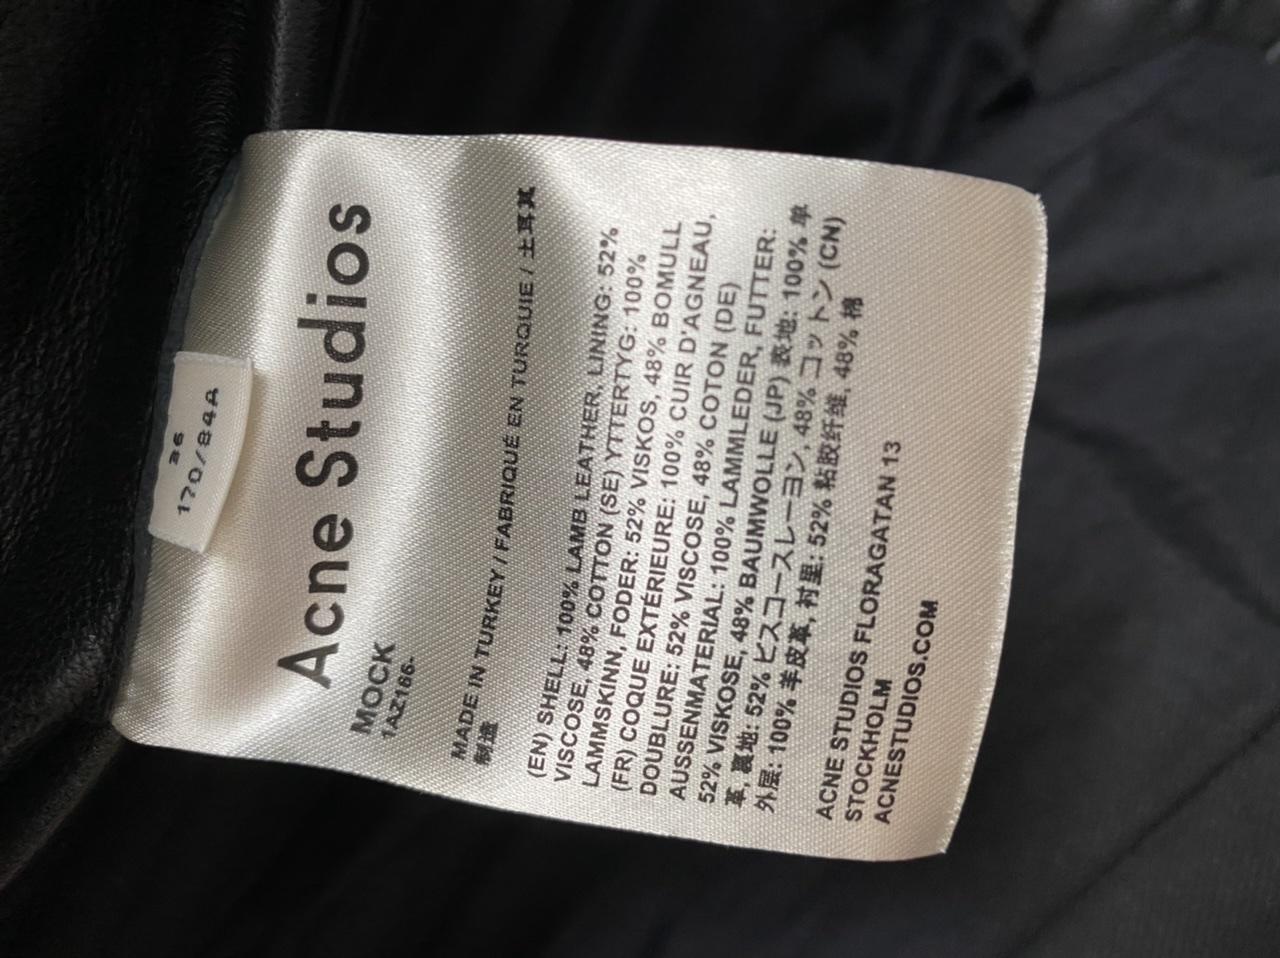 36
170/84A
Acne Studios
MOCK
1AZ166-
MADE IN TURKEY / FABRIQUÉ EN TURQUIE / 土耳其
制造
(EN) SHELL: 100% LAMB LEATHER, LINING: 52%
VISCOSE, 48% COTTON (SE) YTTERTYG: 100%
LAMMSKINN, FODER: 52% VISKOS, 48% BOMULL
(FR) COQUE EXTÉRIEURE: 100% CUIR D'AGNEAU,
DOUBLURE: 52% VISCOSE, 48% COTON (DE)
AUSSENMATERIAL: 100% LAMMLEDER, FUTTER:
52% VISKOSE, 48% BAUMWOLLE (JP) 表地: 100% 羊
革, 裏地: 52% ビスコースレーヨン, 48% コットン (CN)
外层: 100% 羊皮革, 衬里: 52% 粘胶纤维, 48% 棉
ACNE STUDIOS FLORAGATAN 13
STOCKHOLM
ACNESTUDIOS.COM